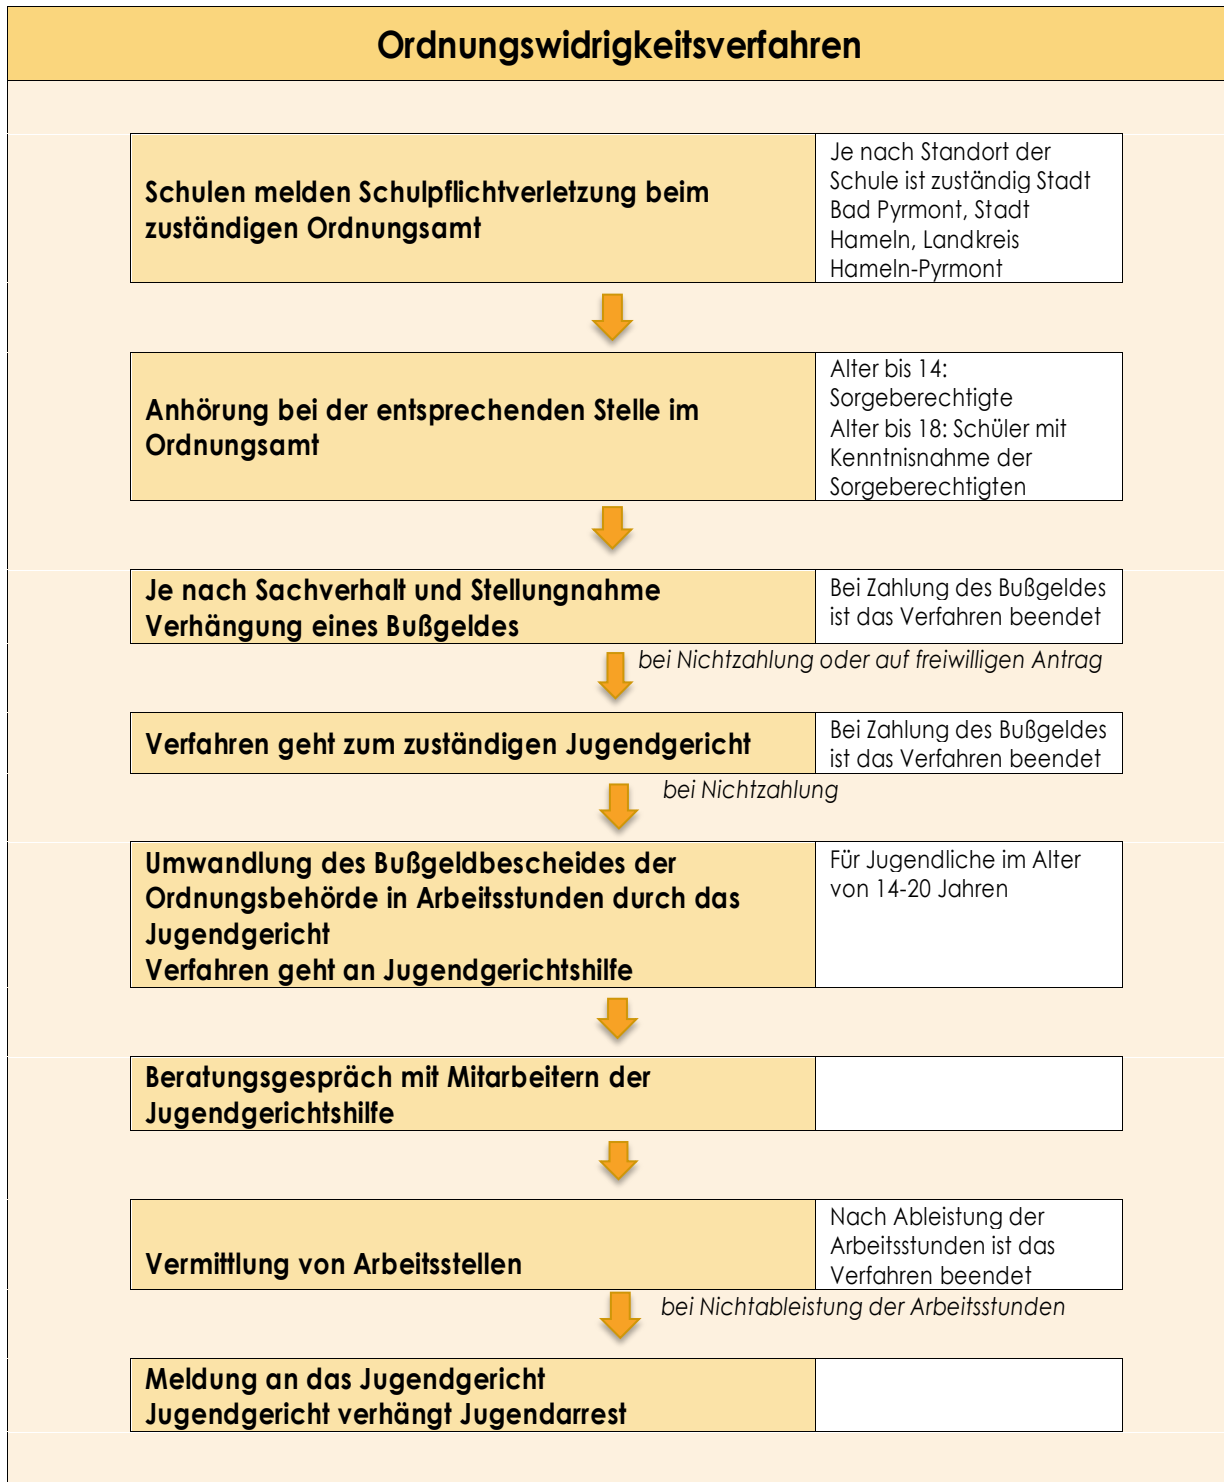 Ordnungswidrigkeitsverfahren
Schulen melden Schulpflichtverletzung beim
zuständigen Ordnungsamt
Je nach Standort der
Schule ist zuständig Stadt
Bad Pyrmont, Stadt
Hameln, Landkreis
Hameln-Pyrmont
Anhörung bei der entsprechenden Stelle im
Ordnungsamt
Alter bis 14:
Sorgeberechtigte
Alter bis 18: Schüler mit
Kenntnisnahme der
Sorgeberechtigten
Je nach Sachverhalt und Stellungnahme
Verhängung eines Bußgeldes
Bei Zahlung des Bußgeldes
ist das Verfahren beendet
bei Nichtzahlung oder auf freiwilligen Antrag
Verfahren geht zum zuständigen Jugendgericht
Bei Zahlung des Bußgeldes
ist das Verfahren beendet
bei Nichtzahlung
Umwandlung des Bußgeldbescheides der
Ordnungsbehörde in Arbeitsstunden durch das
Jugendgericht
Verfahren geht an Jugendgerichtshilfe
Für Jugendliche im Alter
von 14-20 Jahren
Beratungsgespräch mit Mitarbeitern der
Jugendgerichtshilfe
Vermittlung von Arbeitsstellen
Nach Ableistung der
Arbeitsstunden ist das
Verfahren beendet
bei Nichtableistung der Arbeitsstunden
Meldung an das Jugendgericht
Jugendgericht verhängt Jugendarrest